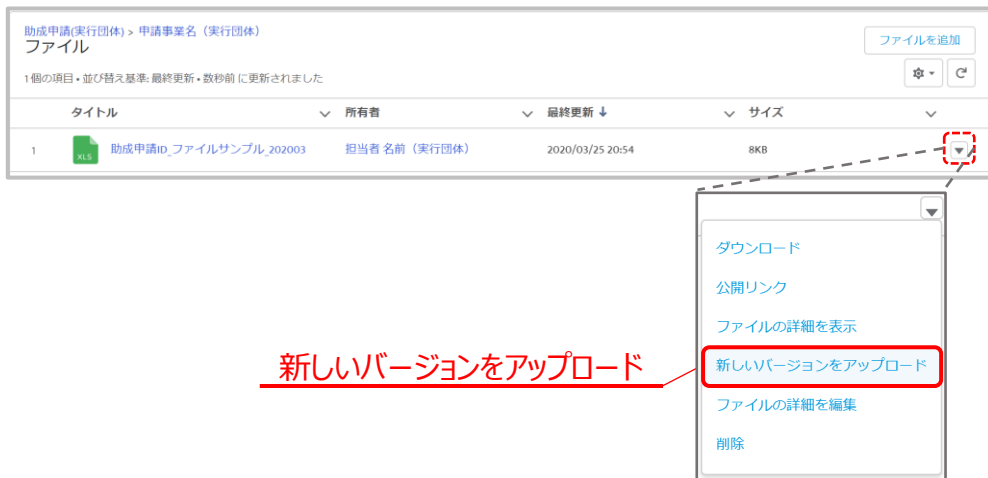 助成申請(実行団体) > 申請事業名（実行団体）
ファイル
ファイルを追加
1個の項目 • 並び替え基準: 最終更新 • 数秒前 に更新されました
タイトル 所有者 最終更新 ↓ サイズ
1 XLS 助成申請ID_ファイルサンプル_202003 担当者 名前（実行団体） 2020/03/25 20:54 8KB
ダウンロード
公開リンク
ファイルの詳細を表示
新しいバージョンをアップロード
新しいバージョンをアップロード
ファイルの詳細を編集
削除